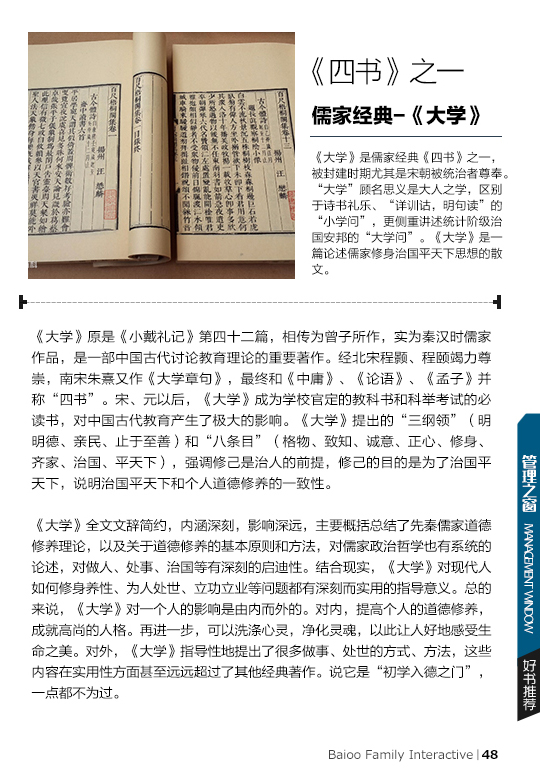 《四书》之一
儒家经典-《大学》
《大学》是儒家经典《四书》之一，
被封建时期尤其是宋朝被统治者尊奉。
“大学”顾名思义是大人之学，区别
于诗书礼乐、“详训诂，明句读”的
“小学问”，更侧重讲述统计阶级治
国安邦的“大学问”。《大学》是一
篇论述儒家修身治国平天下思想的散
文。
《大学》原是《小戴礼记》第四十二篇，相传为曾子所作，实为秦汉时儒家
作品，是一部中国古代讨论教育理论的重要著作。经北宋程颢、程颐竭力尊
崇，南宋朱熹又作《大学章句》，最终和《中庸》、《论语》、《孟子》并
称“四书”。宋、元以后，《大学》成为学校官定的教科书和科举考试的必
读书，对中国古代教育产生了极大的影响。《大学》提出的“三纲领”（明
明德、亲民、止于至善）和“八条目”（格物、致知、诚意、正心、修身、
齐家、治国、平天下），强调修己是治人的前提，修己的目的是为了治国平
天下，说明治国平天下和个人道德修养的一致性。
《大学》全文文辞简约，内涵深刻，影响深远，主要概括总结了先秦儒家道德
修养理论，以及关于道德修养的基本原则和方法，对儒家政治哲学也有系统的
论述，对做人、处事、治国等有深刻的启迪性。结合现实，《大学》对现代人
如何修身养性、为人处世、立功立业等问题都有深刻而实用的指导意义。总的
来说，《大学》对一个人的影响是由内而外的。对内，提高个人的道德修养，
成就高尚的人格。再进一步，可以洗涤心灵，净化灵魂，以此让人好地感受生
命之美。对外，《大学》指导性地提出了很多做事、处世的方式、方法，这些
内容在实用性方面甚至远远超过了其他经典著作。说它是“初学入德之门”，
一点都不为过。
管理之窗 MANAGEMENT WINDOW
好书推荐
Baioo Family Interactive | 48